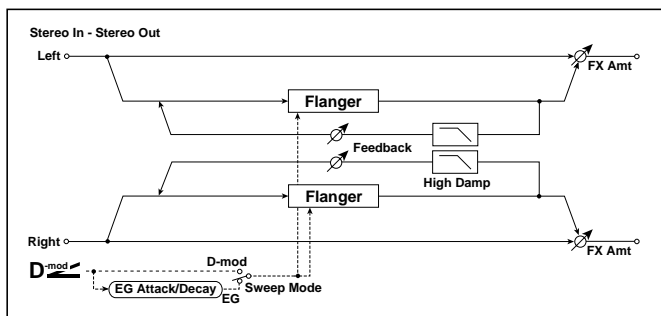 Stereo In - Stereo Out
Left
FX Amt
Flanger
Feedback
High Damp
Flanger
Right
FX Amt
D-mod
D-mod
EG Attack/Decay
EG
Sweep Mode